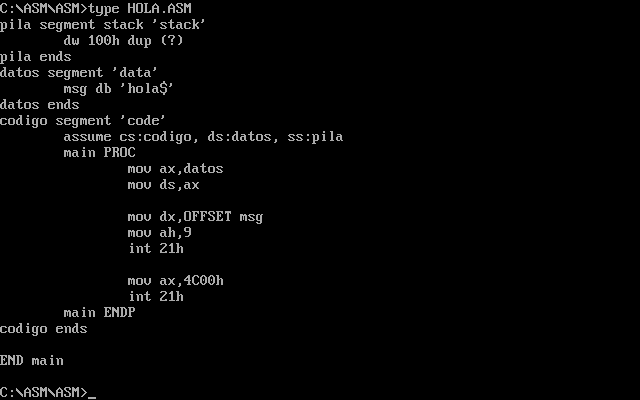 C:\ASM\ASM>type HOLA.ASM
pila segment stack 'stack'
        dw 100h dup (?)
pila ends
datos segment 'data'
        msg db 'hola$'
datos ends
codigo segment 'code'
        assume cs:codigo, ds:datos, ss:pila
        main PROC
                mov ax,datos
                mov ds,ax

                mov dx,OFFSET msg
                mov ah,9
                int 21h

                mov ax,4C00h
                int 21h
        main ENDP
codigo ends

END main

C:\ASM\ASM>_